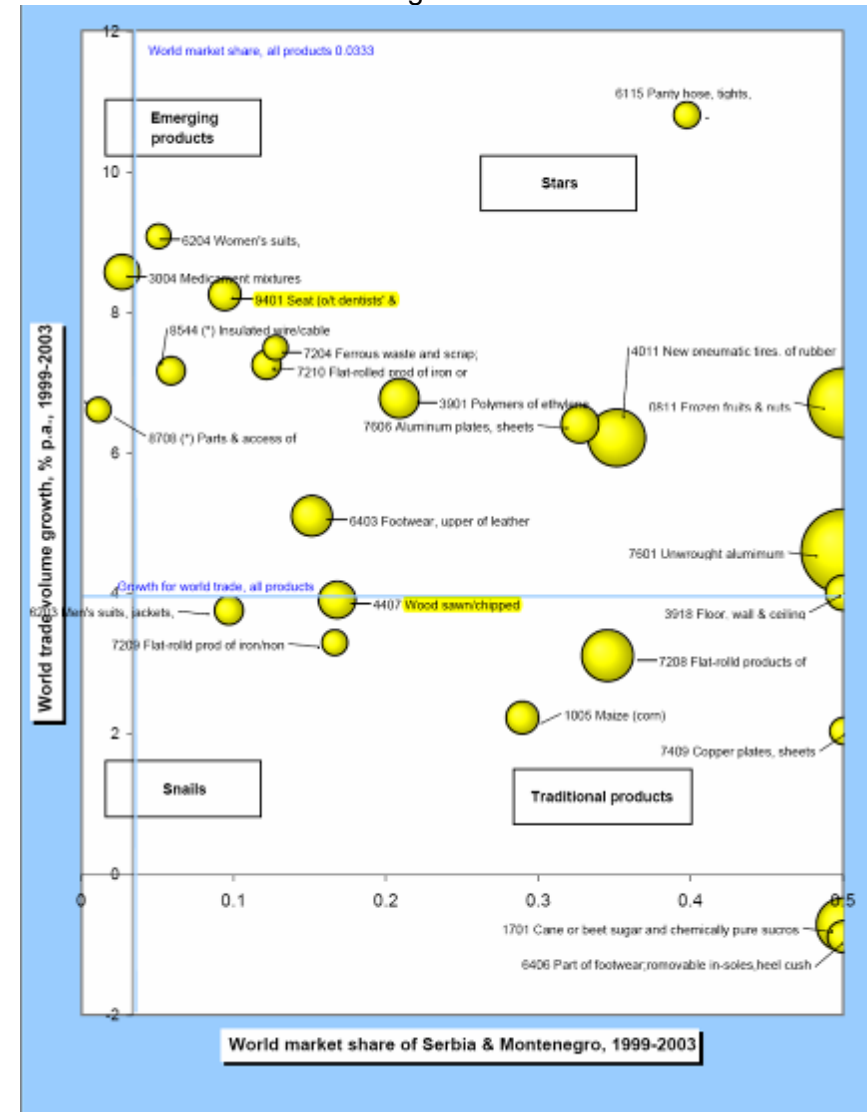 12
World market share, all products 0.0333
6115 Panty hose, tights,
-
Emerging
products
Stars
10
6204 Women's suits,
3004 Medicament mixtures
9401 Seat (o/t dentists' &
8
8544 (*) Insulated wire/cable
7204 Ferrous waste and scrap;
7210 Flat-rolled prod of iron or
4011 New pneumatic tires, of rubber
3901 Polymers of ethylene,
0811 Frozen fruits & nuts,
7606 Aluminum plates, sheets
8708 (*) Parts & access of
6
World trade volume growth, % p.a., 1999-2003
6403 Footwear, upper of leather
7601 Unwrought alumimum
4
Growth for world trade, all products
6203 Men's suits, jackets,
4407 Wood sawn/chipped
3918 Floor, wall & ceiling
7209 Flat-rolld prod of iron/non
7208 Flat-rolld products of
1005 Maize (corn)
2
7409 Copper plates, sheets
Snails
Traditional products
0
0 0.1 0.2 0.3 0.4 0.5
1701 Cane or beet sugar and chemically pure sucros
6406 Part of footwear;romovable in-soles,heel cush
-2
World market share of Serbia & Montenegro, 1999-2003